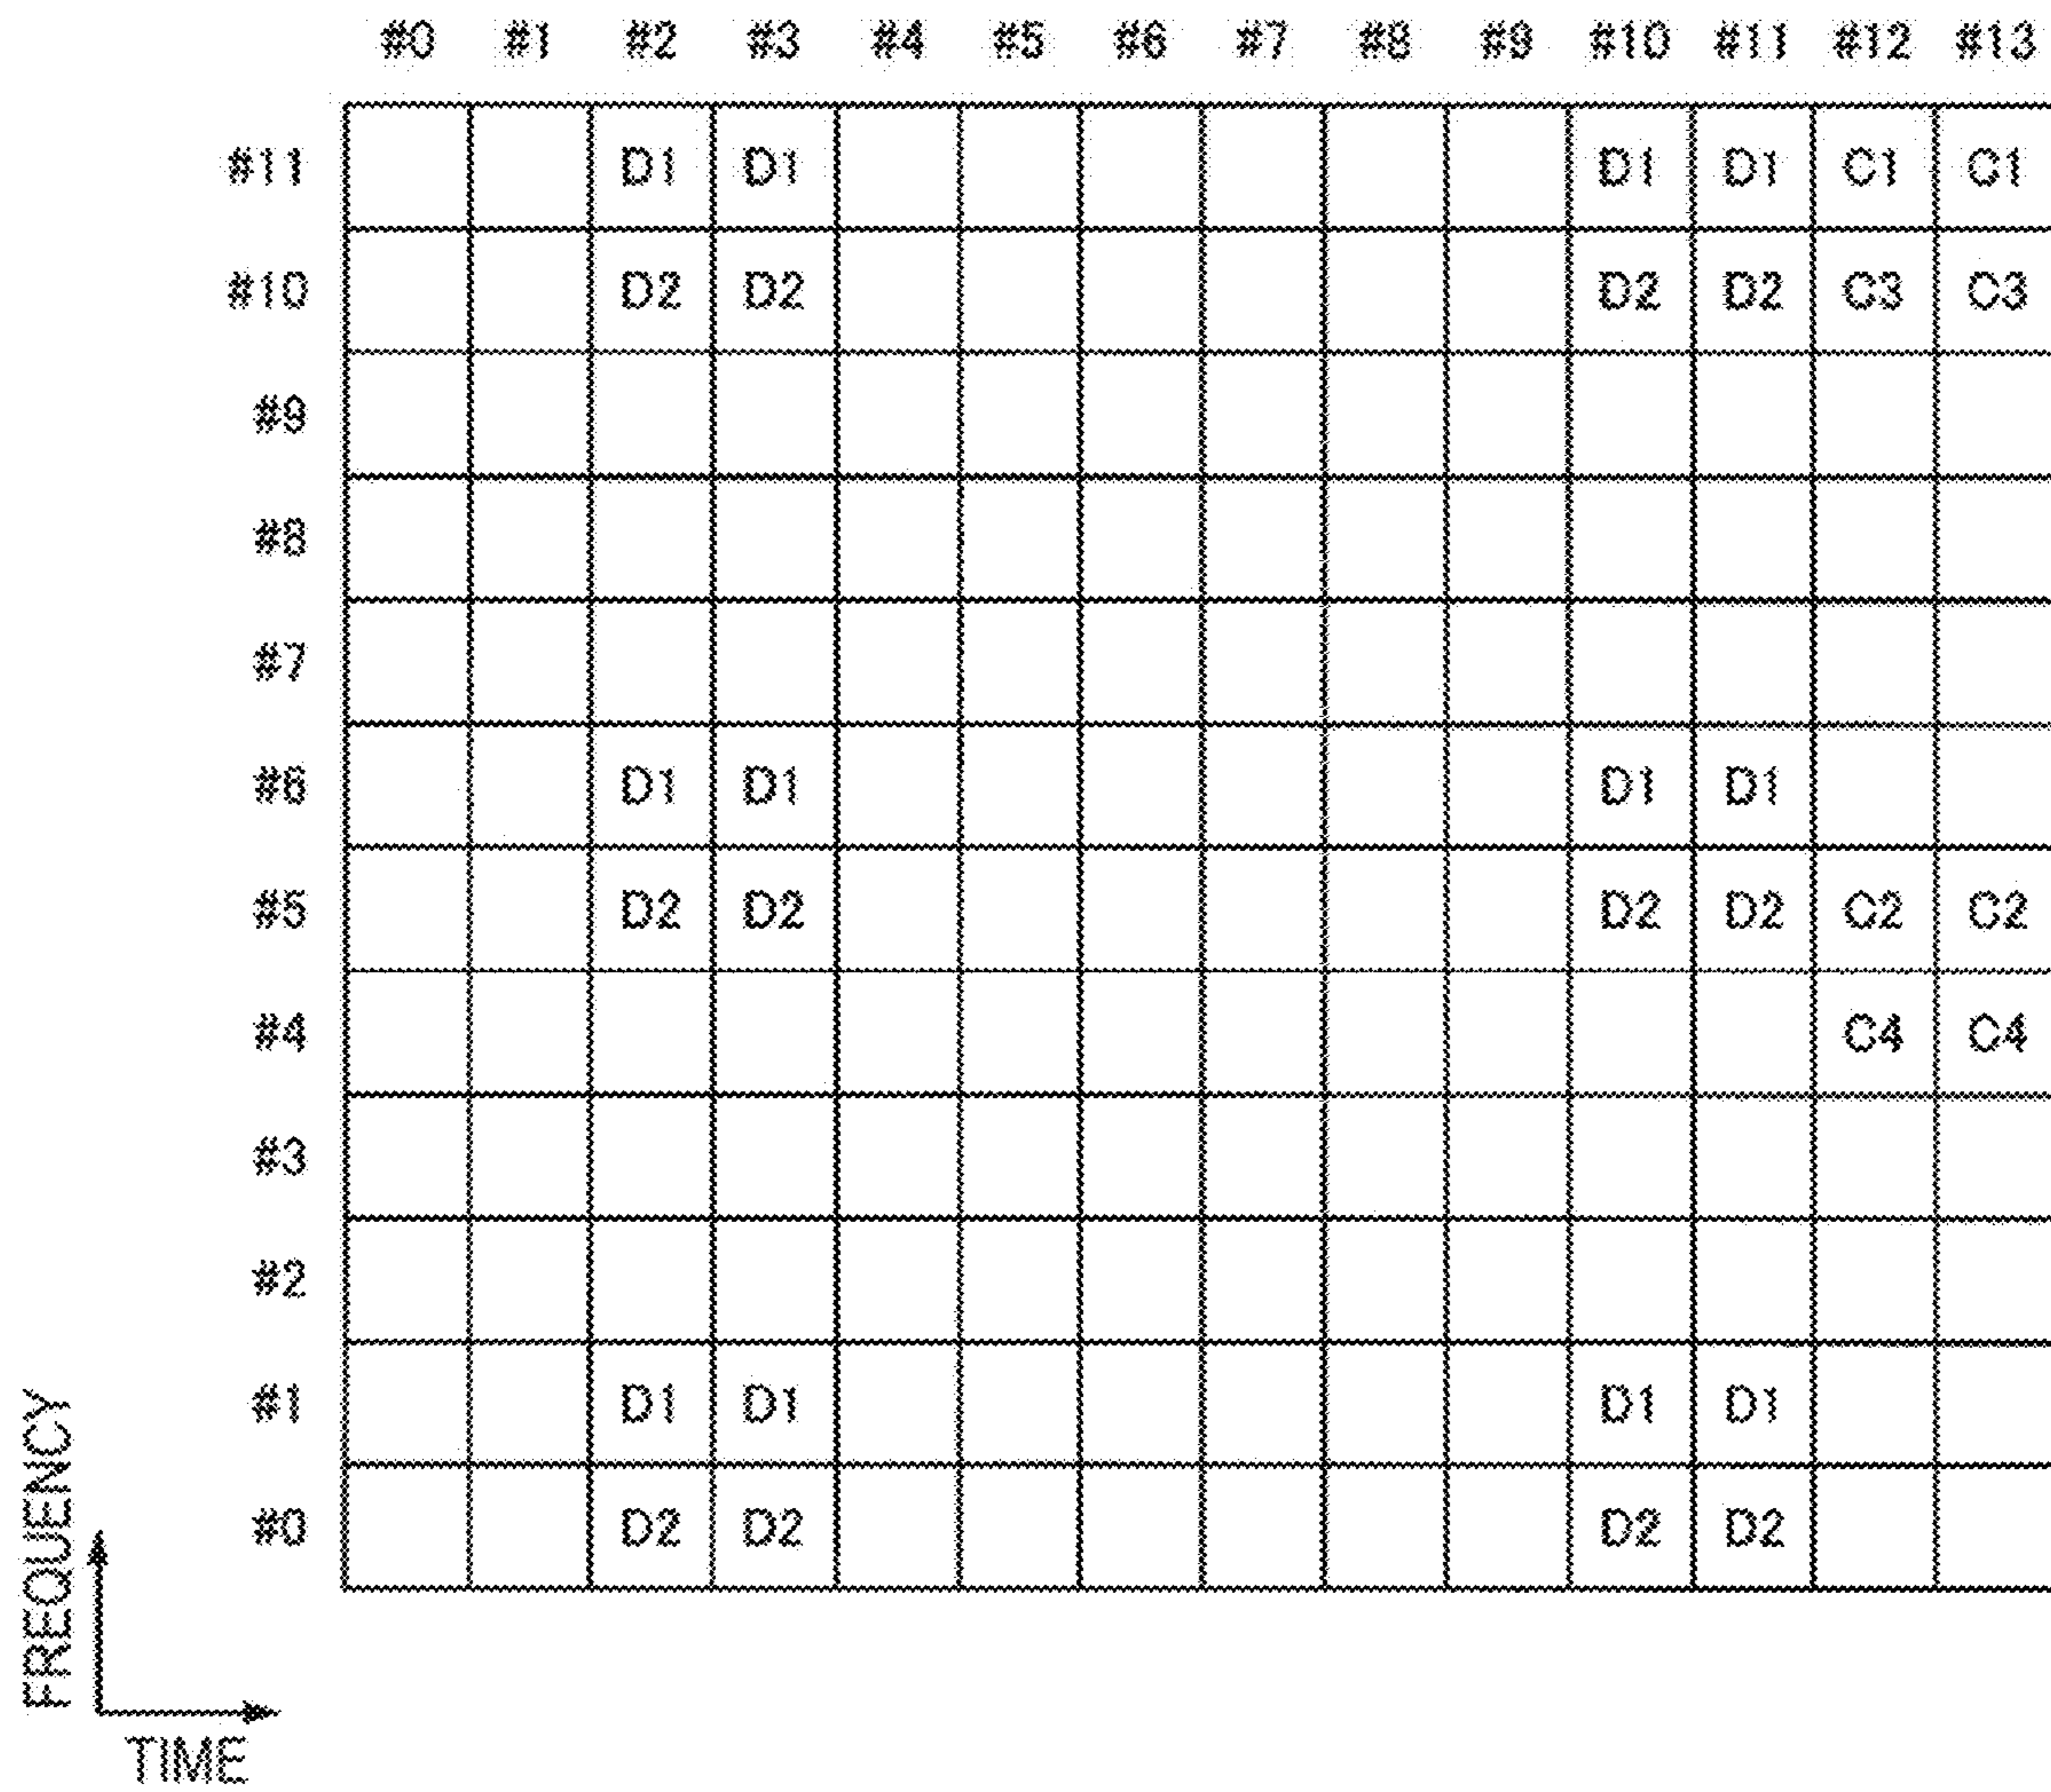 #0 #1 #2 #3 #4 #5 #6 #7 #8 #9 #10 #11 #12 #13
#11 D1 D1 D1 D1 C1 C1
#10 D2 D2 D2 D2 C3 C3
#9
#8
#7
#6 D1 D1 D1 D1
#5 D2 D2 D2 D2 C2 C2
#4 C4 C4
#3
#2
#1 D1 D1 D1 D1
#0 D2 D2 D2 D2
FREQUENCY
TIME